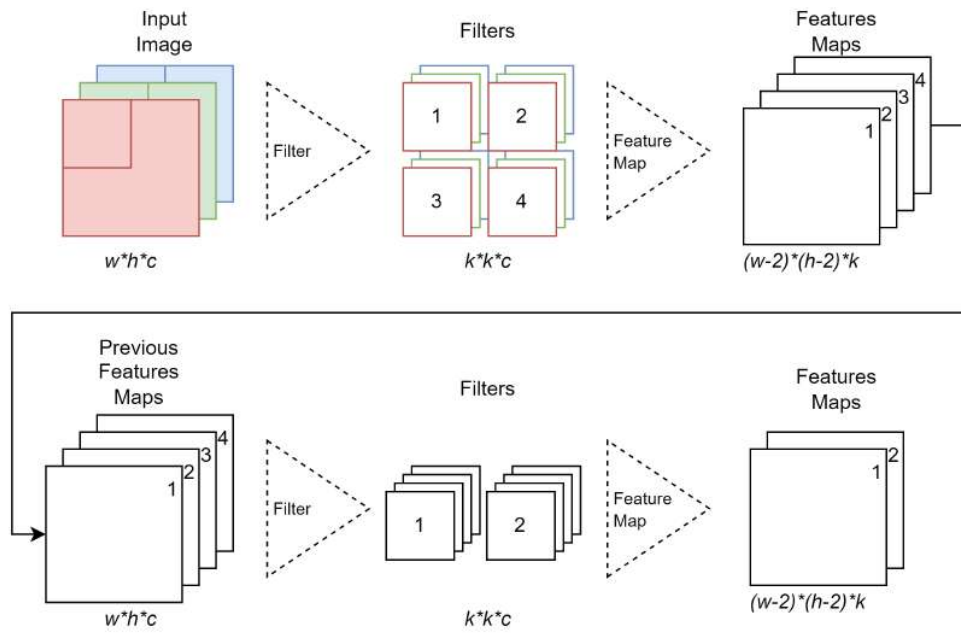 Input
Image
Filters
Features
Maps
Filter
1
2
3
4
Feature
Map
4
3
2
1
w*h*c
k*k*c
(w-2)*(h-2)*k
Previous
Features
Maps
Filters
Features
Maps
4
3
2
1
Filter
1
2
Feature
Map
2
1
w*h*c
k*k*c
(w-2)*(h-2)*k